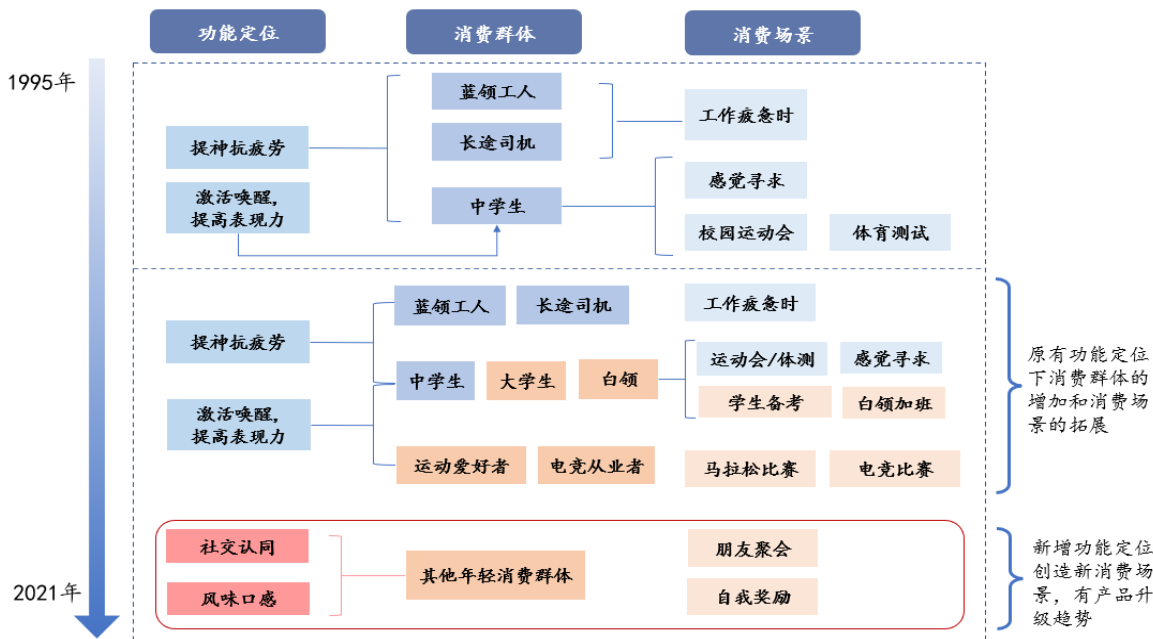 功能定位
消费群体
消费场景
1995年
蓝领工人
工作疲惫时
提神抗疲劳
长途司机
感觉寻求
激活唤醒，
提高表现力
中学生
校园运动会
体育测试
蓝领工人
长途司机
工作疲惫时
提神抗疲劳
中学生
大学生
白领
运动会/体测
感觉寻求
学生备考
白领加班
激活唤醒，
提高表现力
运动爱好者
电竞从业者
马拉松比赛
电竞比赛
原有功能定位
下消费群体的
增加和消费场
景的拓展
社交认同
其他年轻消费群体
朋友聚会
2021年
风味口感
自我奖励
新增功能定位
创造新消费场
景，有产品升
级趋势